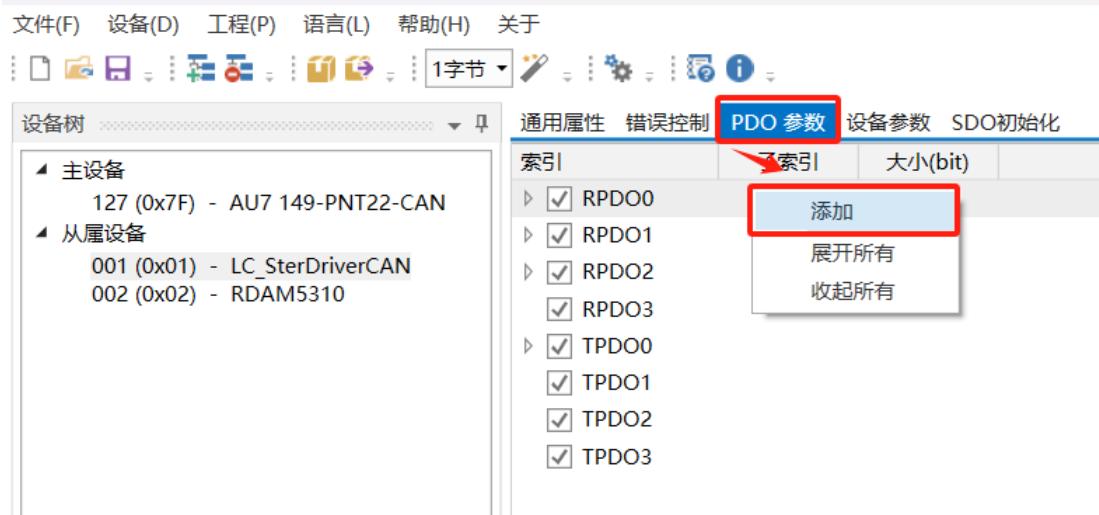 文件(F) 设备(D) 工程(P) 语言(L) 帮助(H) 关于
1字节
设备树
通用属性 错误控制 PDO 参数 设备参数 SDO初始化
索引 子索引 大小(bit)
主设备
127 (0x7F) - AU7 149-PNT22-CAN
从属设备
001 (0x01) - LC_SterDriverCAN
002 (0x02) - RDAM5310
RPDO0
RPDO1
RPDO2
RPDO3
TPDO0
TPDO1
TPDO2
TPDO3
添加
展开所有
收起所有